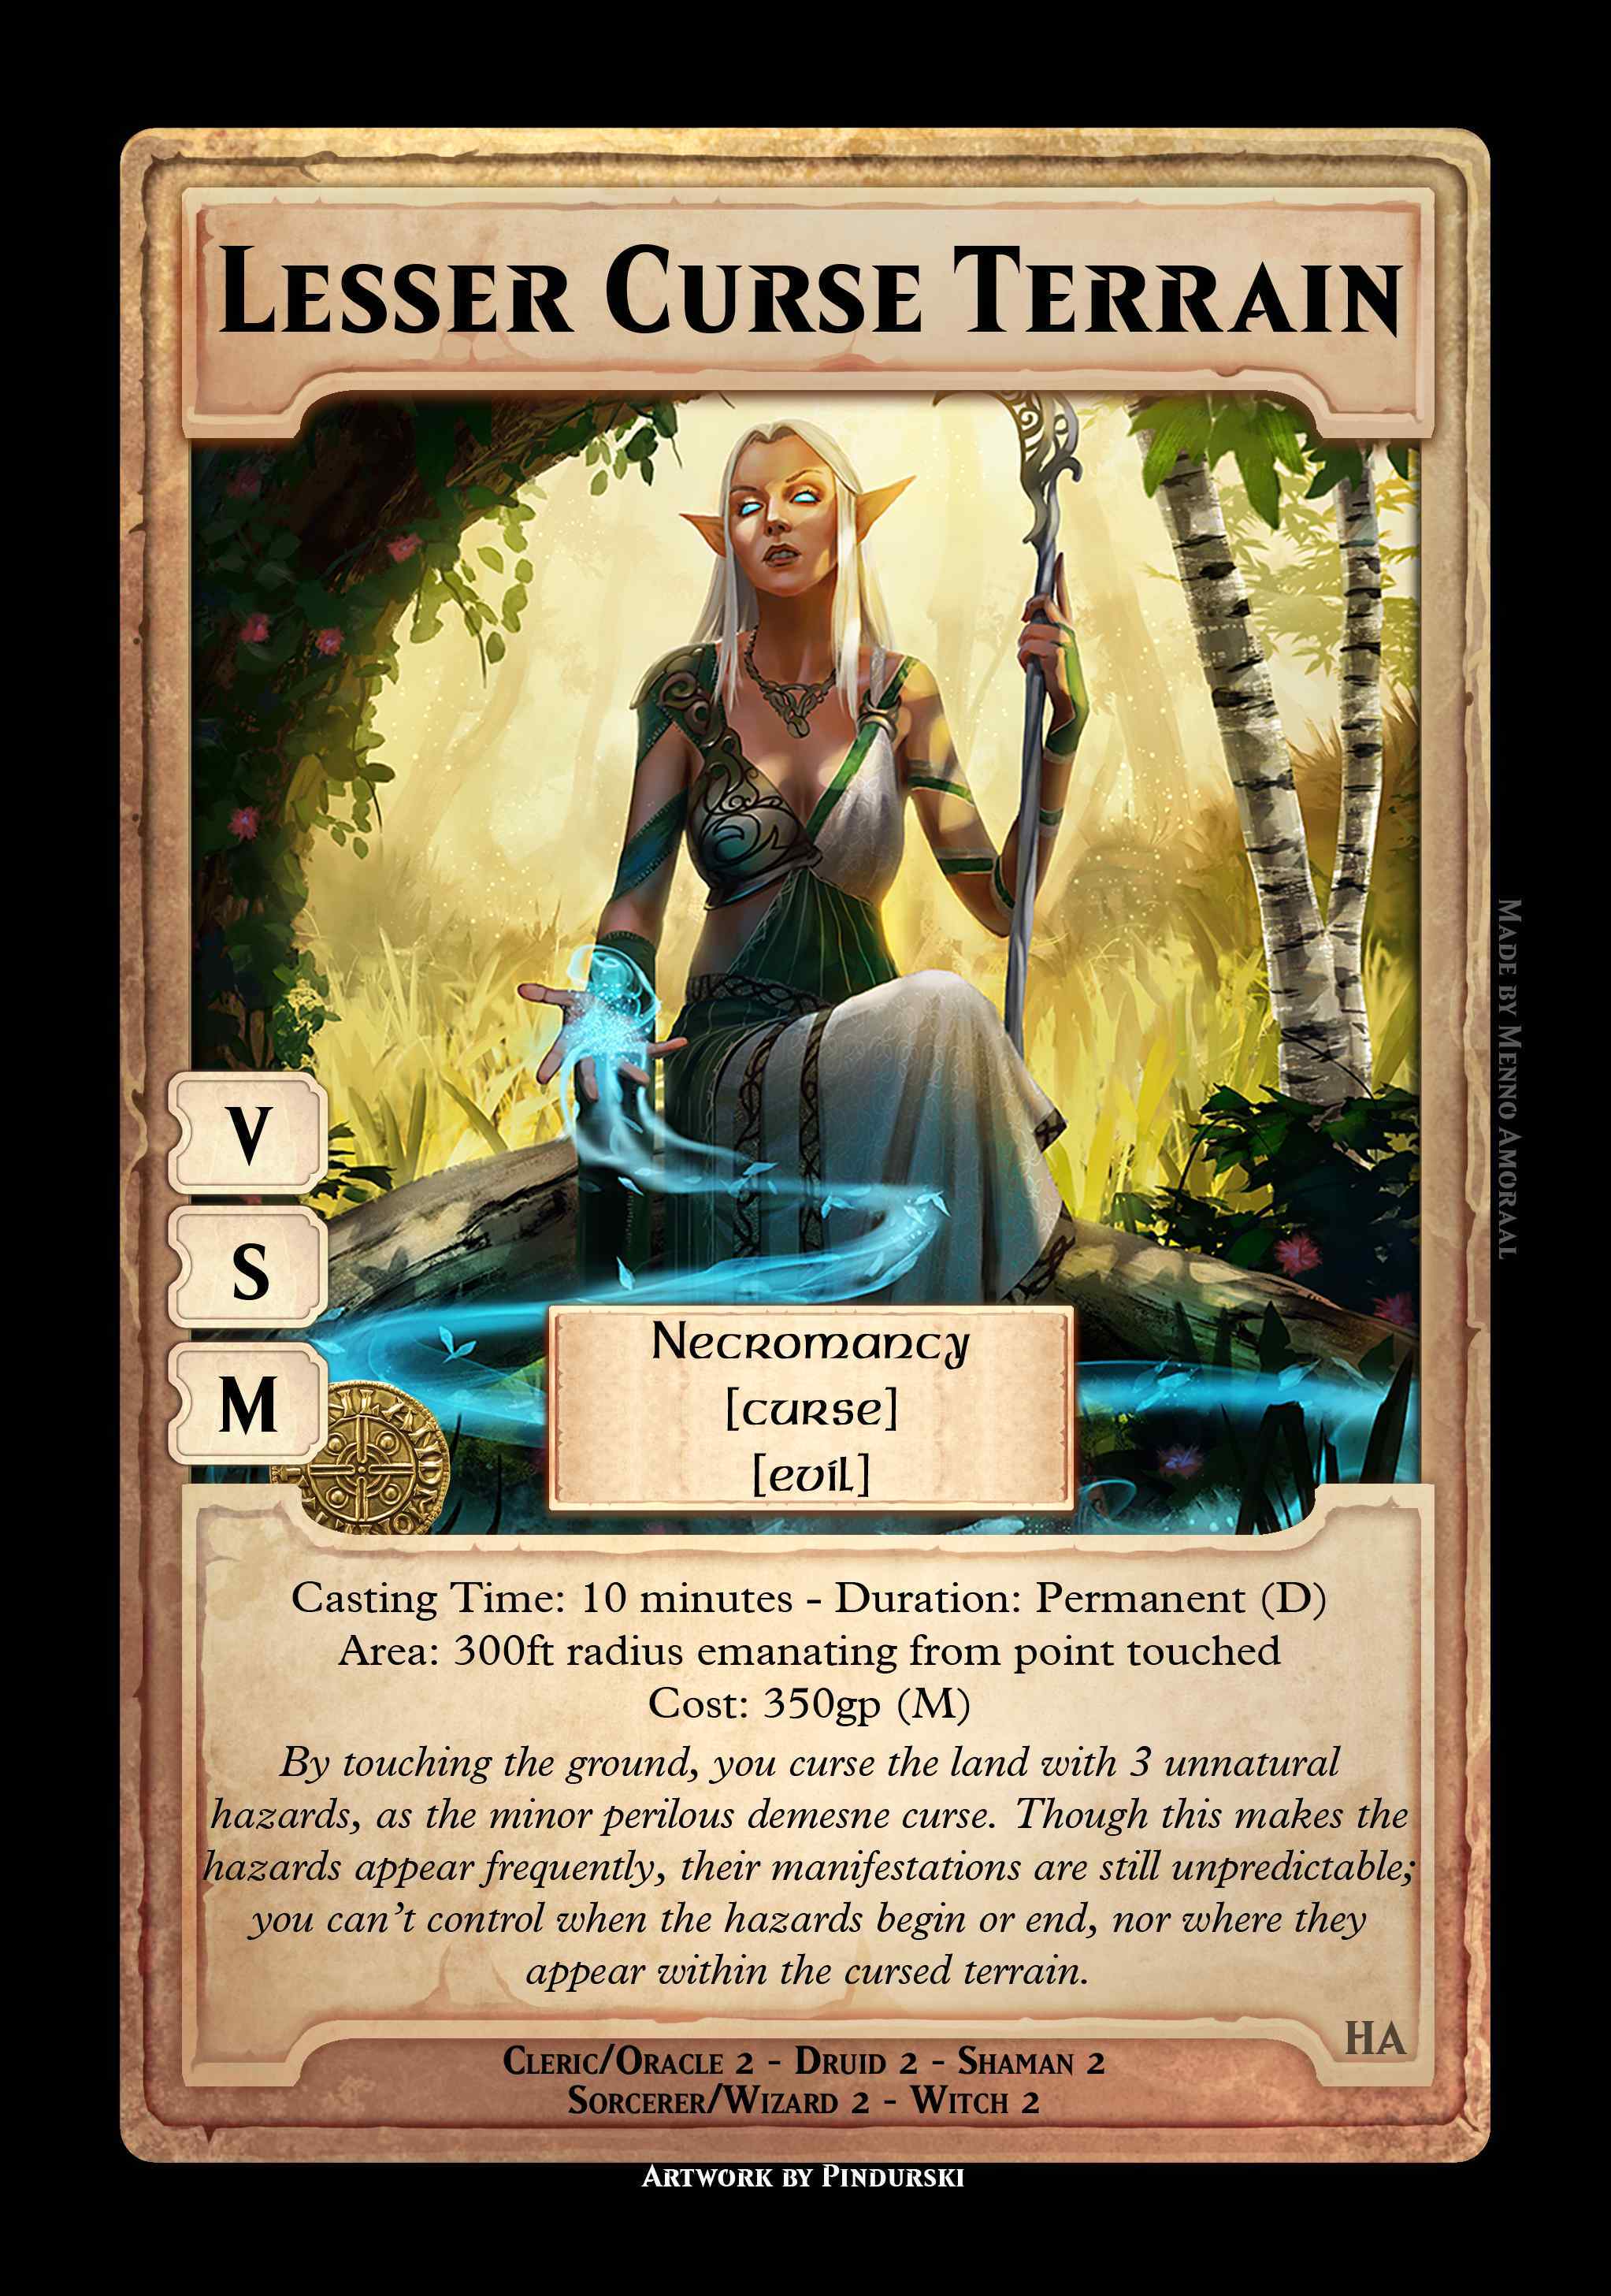 Lesser Curse Terrain
V
S
M
Necromancy
[curse]
[evil]
Casting Time: 10 minutes - Duration: Permanent (D)
Area: 300ft radius emanating from point touched
Cost: 350gp (M)
By touching the ground, you curse the land with 3 unnatural
hazards, as the minor perilous demesne curse. Though this makes the
hazards appear frequently, their manifestations are still unpredictable;
you can't control when the hazards begin or end, nor where they
appear within the cursed terrain.
HA
Cleric/Oracle 2 - Druid 2 - Shaman 2
Sorcerer/Wizard 2 - Witch 2
Artwork by Pindurski
Made by Menno Amoraal